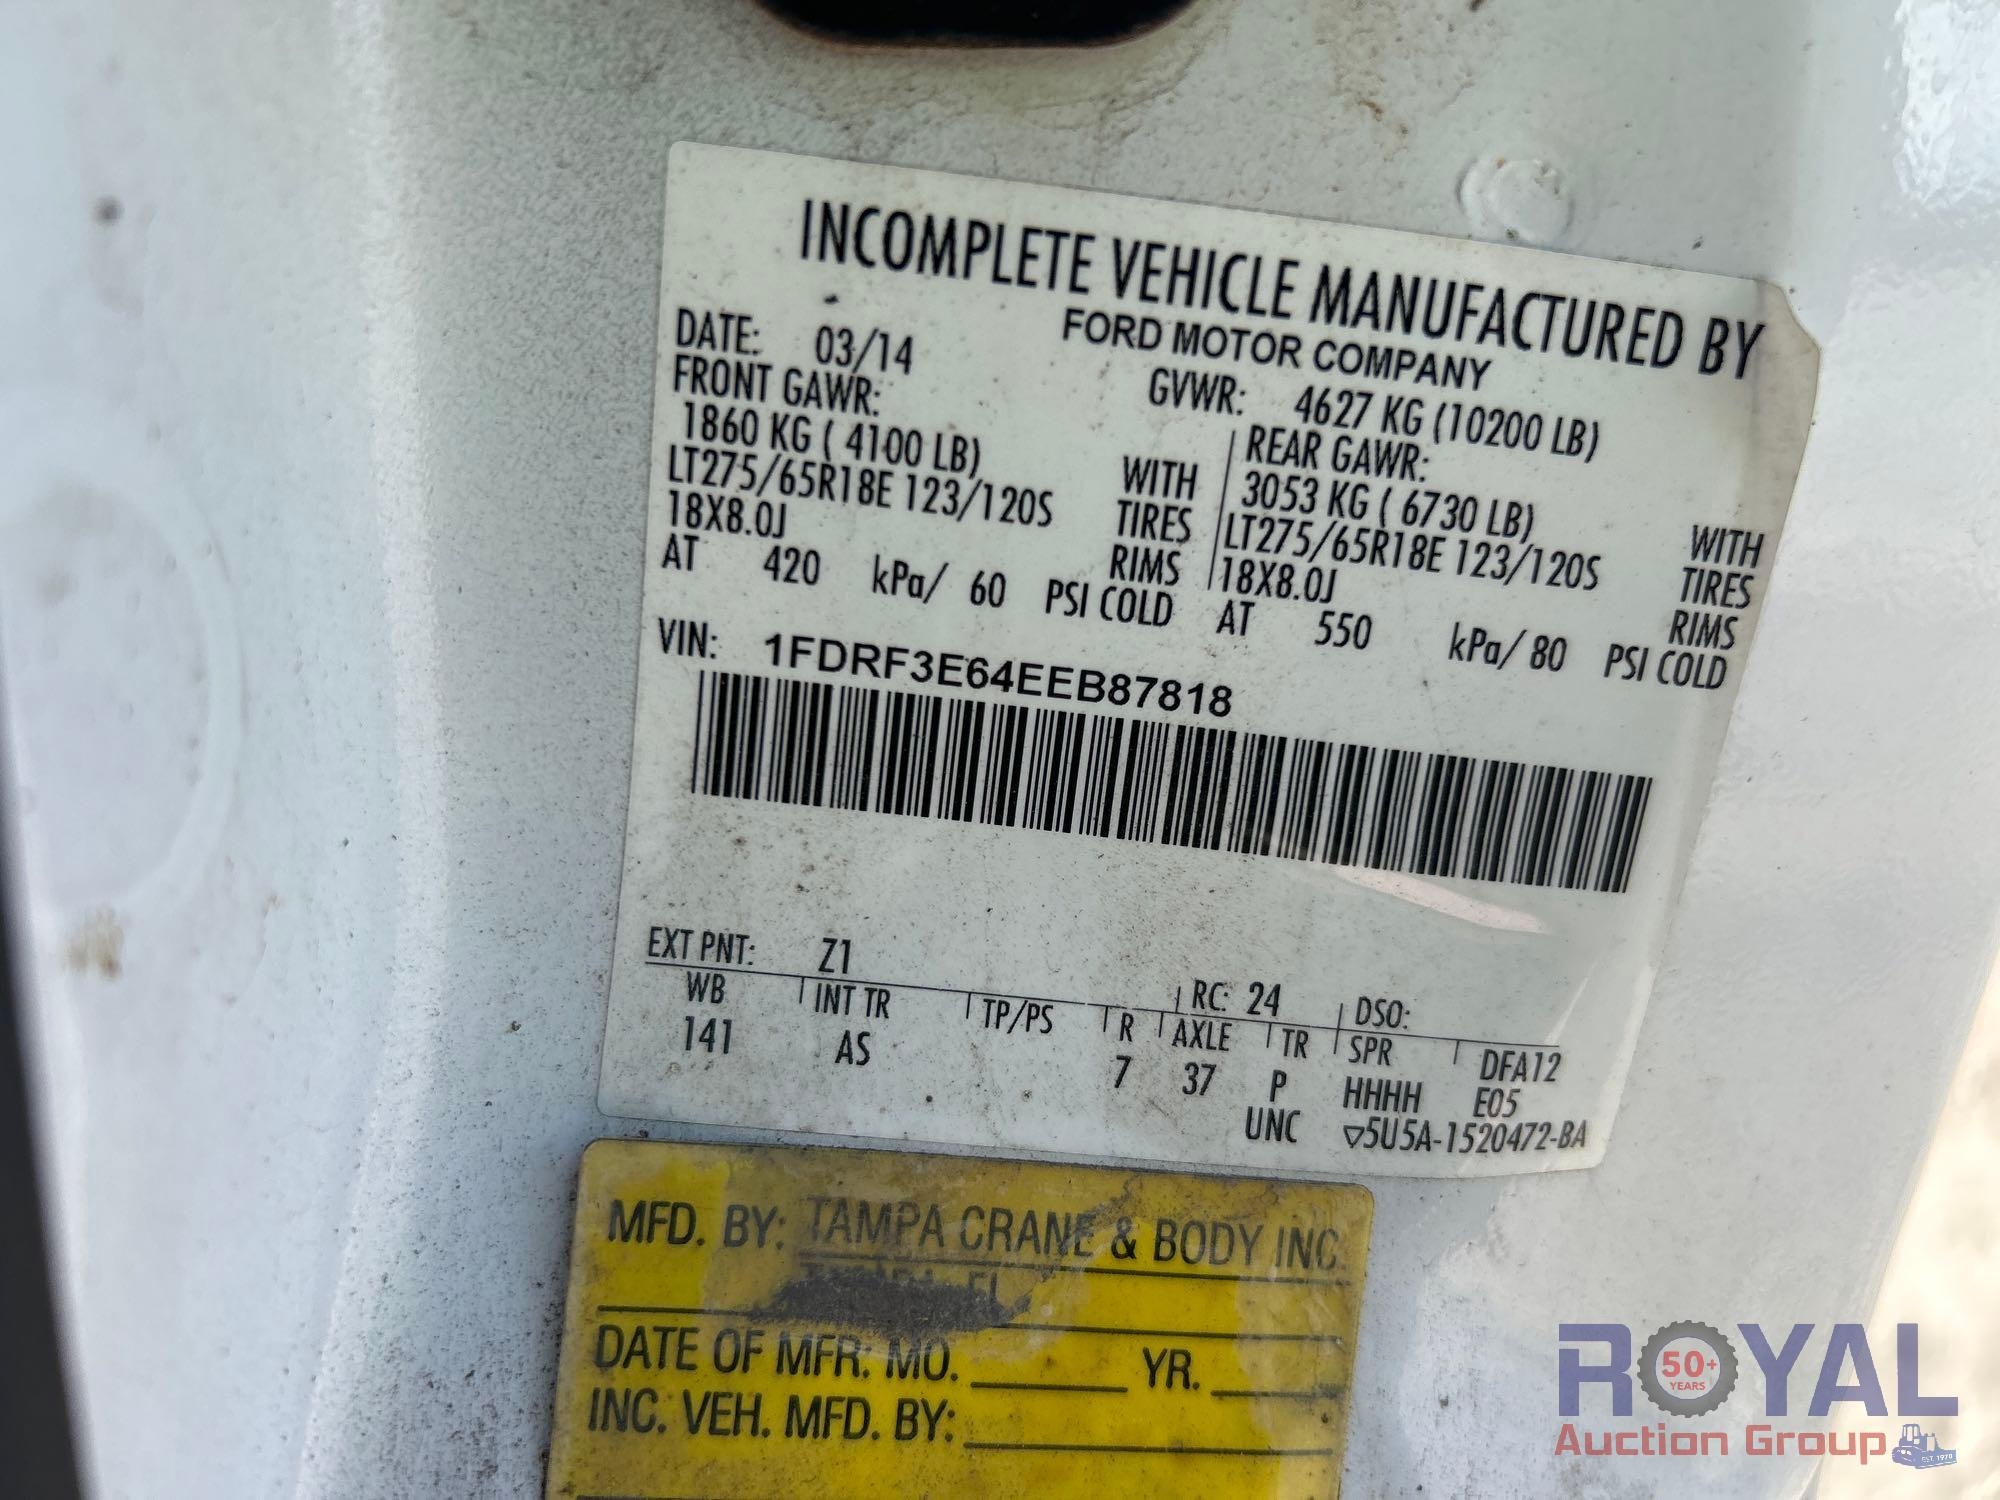 INCOMPLETE VEHICLE MANUFACTURED BY
FORD MOTOR COMPANY
DATE: 03/14
GVWR: 4627 KG (10200 LB)
FRONT GAWR:
1860 KG ( 4100 LB) WITH
LT275/65R18E 123/120S TIRES
18X8.0J RIMS
AT 420 kPa/ 60 PSI COLD
REAR GAWR:
3053 KG ( 6730 LB) WITH
LT275/65R18E 123/120S TIRES
18X8.0J RIMS
AT 550 kPa/ 80 PSI COLD
VIN: 1FDRF3E64EEB87818
EXT PNT: Z1 RC: 24 DSO:
WB INT TR TP/PS R AXLE TR SPR DFA12
141 AS 7 37 P HHHH E05
UNC ▽5U5A-1520472-BA
MFD. BY: TAMPA CRANE & BODY INC.
FL
DATE OF MFR: MO. YR.
INC. VEH. MFD. BY:
ROYAL
50+
YEARS
Auction Group
EST. 1970